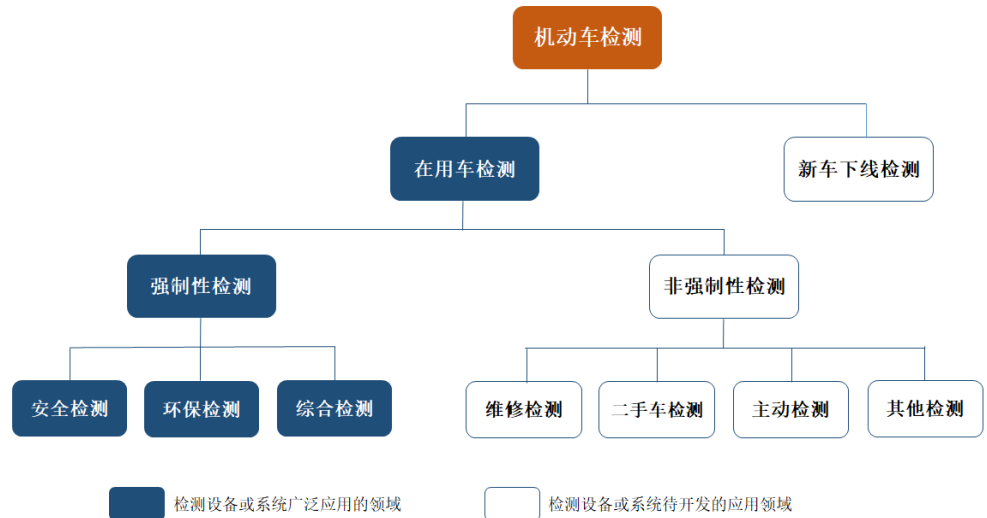 机动车检测
在用车检测
新车下线检测
强制性检测
非强制性检测
安全检测
环保检测
综合检测
维修检测
二手车检测
主动检测
其他检测
检测设备或系统广泛应用的领域
检测设备或系统待开发的应用领域